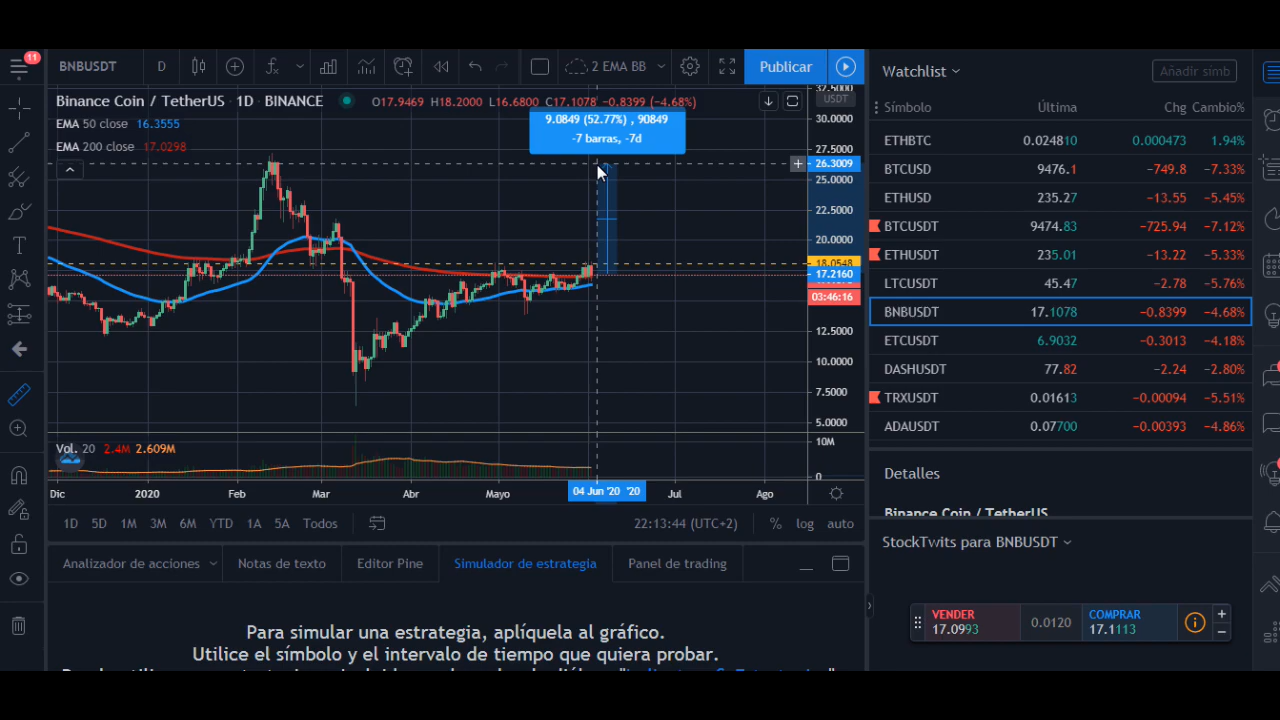 11
BNBUSDT D 2 EMA BB Publicar
Binance Coin / TetherUS · 1D · BINANCE O17.9469 H18.2000 L16.6800 C17.1078 −0.8399 (−4.68%)
EMA 50 close 16.3555
EMA 200 close 17.0298
9.0849 (52.77%) , 90849
-7 barras, -7d
USDT
32.5000
30.0000
27.5000
26.3009
25.0000
22.5000
20.0000
18.0548
17.2160
03:46:16
12.5000
10.0000
7.5000
5.0000
Vol. 20 2.4M 2.609M
10M
0
Dic 2020 Feb Mar Abr Mayo 04 Jun '20 '20 Jul Ago
1D 5D 1M 3M 6M YTD 1A 5A Todos 22:13:44 (UTC+2) % log auto
Analizador de acciones Notas de texto Editor Pine Simulador de estrategia Panel de trading
Para simular una estrategia, aplíquela al gráfico.
Utilice el símbolo y el intervalo de tiempo que quiera probar.
Watchlist Añadir símb
Símbolo Última Chg Cambio%
ETHBTC 0.024810 0.000473 1.94%
BTCUSD 9476.1 −749.8 −7.33%
ETHUSD 235.27 −13.55 −5.45%
BTCUSDT 9474.83 −725.94 −7.12%
ETHUSDT 235.01 −13.53 −5.44%
LTCUSDT 45.47 −2.78 −5.76%
BNBUSDT 17.1078 −0.8399 −4.68%
ETCUSDT 6.9032 −0.3013 −4.18%
DASHUSDT 77.82 −2.24 −2.80%
TRXUSDT 0.01613 −0.00094 −5.51%
ADAUSDT 0.07700 −0.00393 −4.86%
Detalles
Binance Coin / TetherUS
StockTwits para BNBUSDT
VENDER 0.0120 COMPRAR
17.0993 17.1113